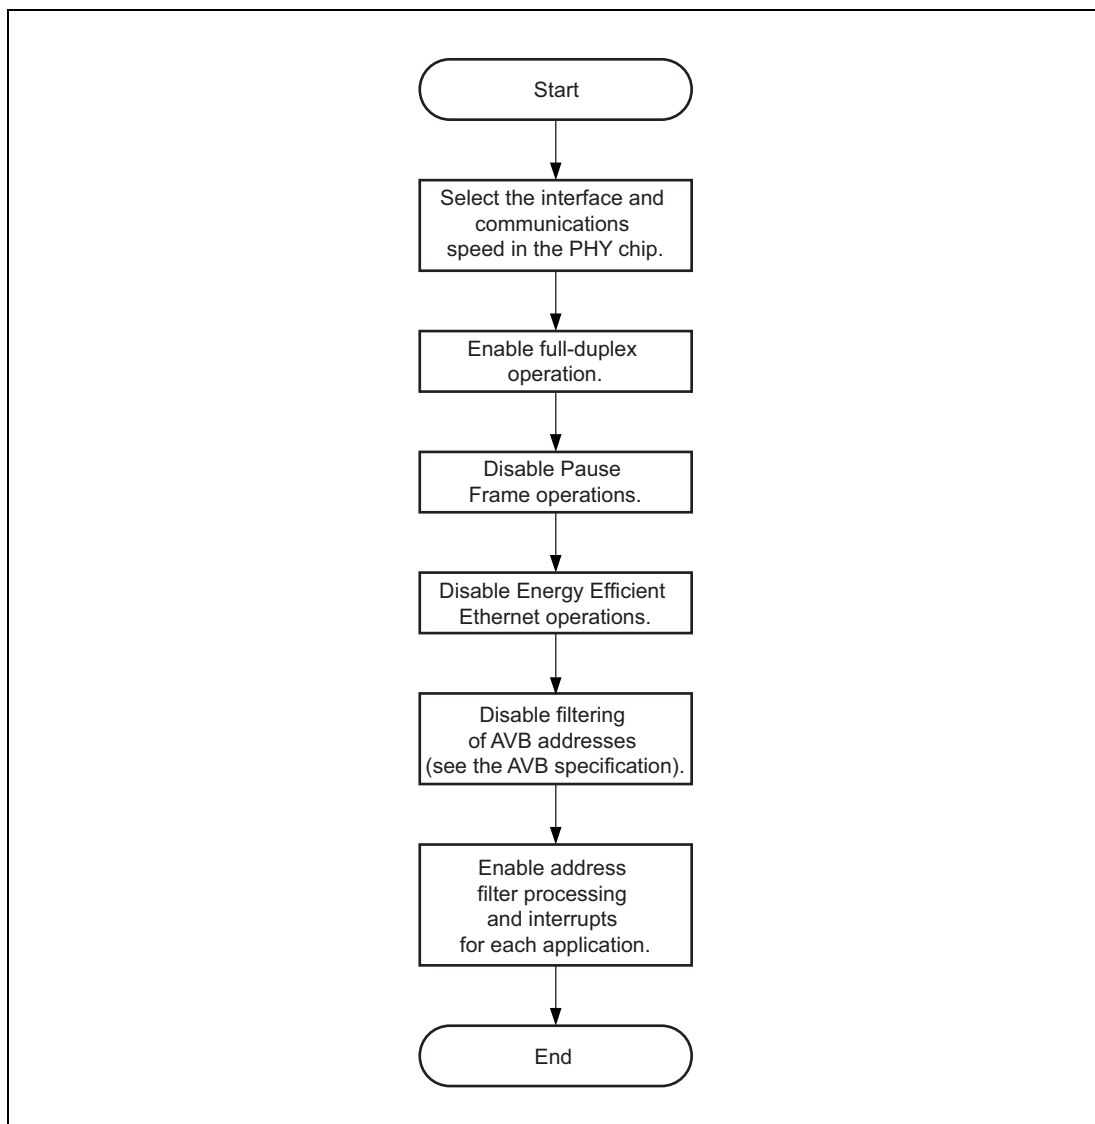 Start
Select the interface and
communications
speed in the PHY chip.
Enable full-duplex
operation.
Disable Pause
Frame operations.
Disable Energy Efficient
Ethernet operations.
Disable filtering
of AVB addresses
(see the AVB specification).
Enable address
filter processing
and interrupts
for each application.
End